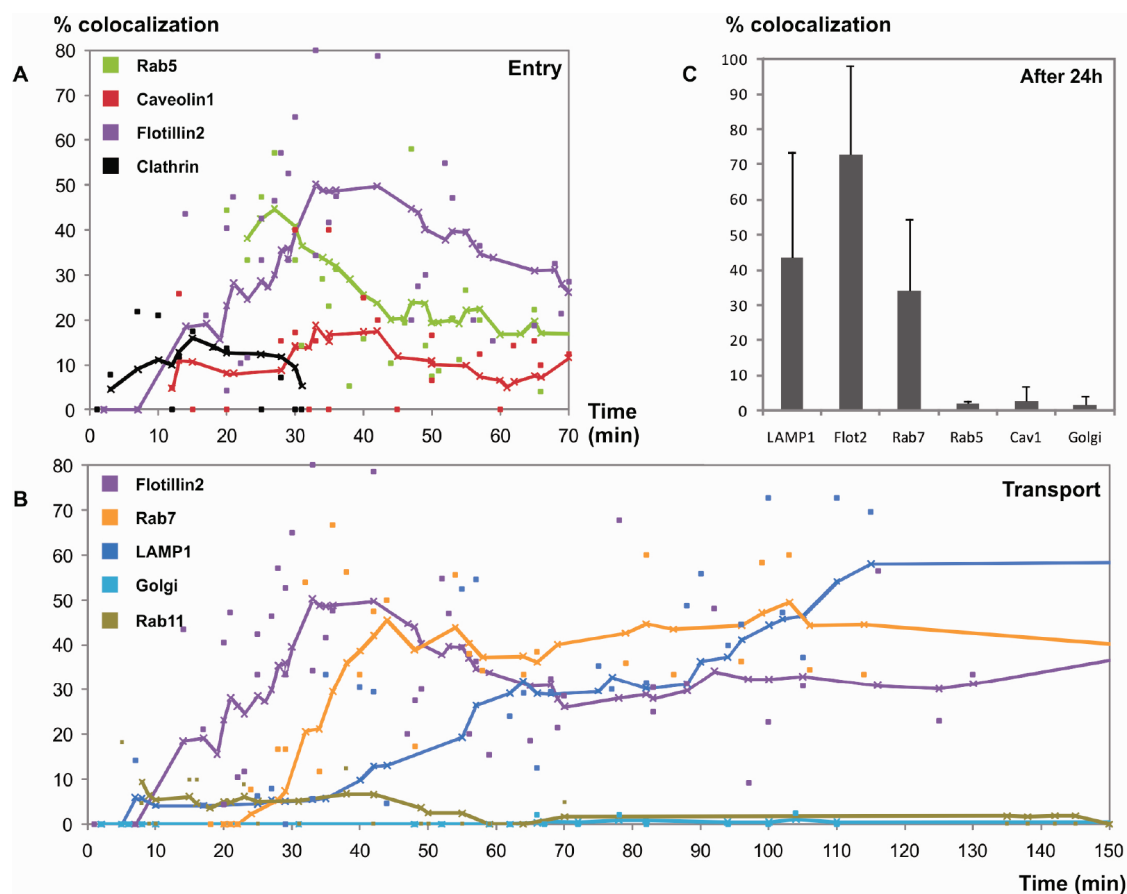 % colocalization
A
Entry
80
70
60
50
40
30
20
10
0
Rab5
Caveolin1
Flotillin2
Clathrin
0 10 20 30 40 50 60 70
Time
(min)
% colocalization
C
After 24h
100
90
80
70
60
50
40
30
20
10
0
LAMP1 Flot2 Rab7 Rab5 Cav1 Golgi
B
Transport
80
70
60
50
40
30
20
10
0
Flotillin2
Rab7
LAMP1
Golgi
Rab11
0 10 20 30 40 50 60 70 80 90 100 110 120 130 140 150
Time (min)